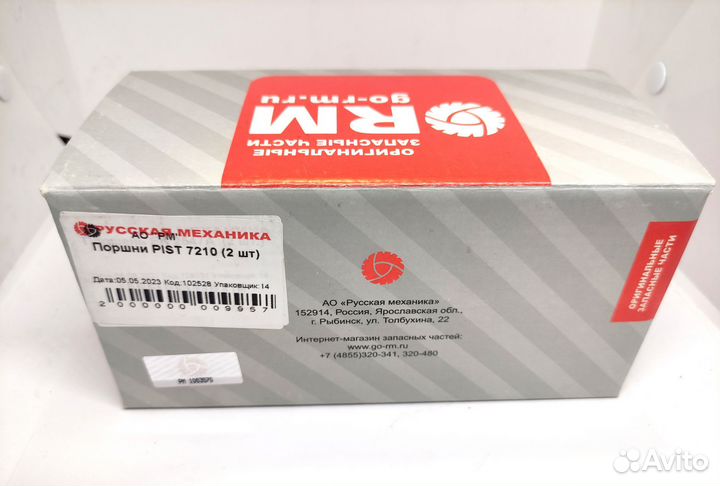 RM
go-rm.ru
ОРИГИНАЛЬНЫЕ
ЗАПАСНЫЕ ЧАСТИ
РУССКАЯ МЕХАНИКА
АО "РМ"
Поршни PIST 7210 (2 шт)
Дата:05.05.2023 Код:102528 Упаковщик:14
2 000000 009957
РМ 1083575
АО «Русская механика»
152914, Россия, Ярославская обл.,
г. Рыбинск, ул. Толбухина, 22
Интернет-магазин запасных частей:
www.go-rm.ru
+7 (4855)320-341, 320-480
ОРИГИНАЛЬНЫЕ
ЗАПАСНЫЕ ЧАСТИ
Avito